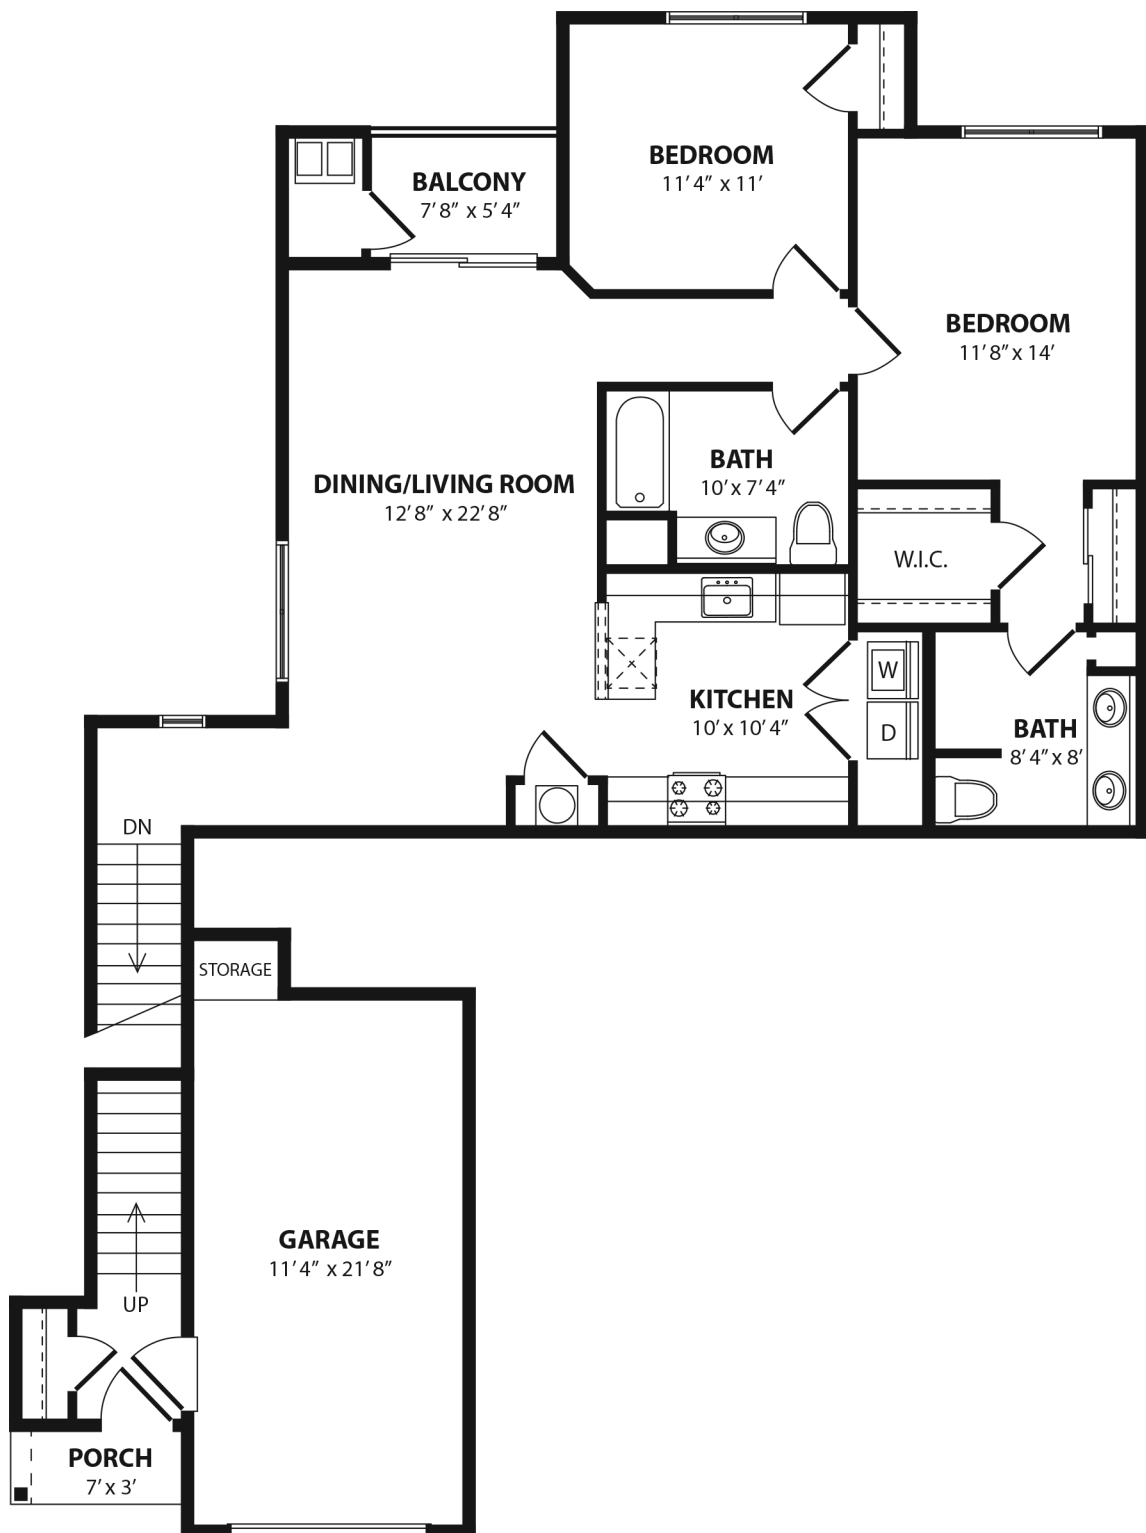 BEDROOM
11’4” x 11’
BALCONY
7’8” x 5’4”
BEDROOM
11’8” x 14’
BATH
10’ x 7’4”
DINING/LIVING ROOM
12’8” x 22’8”
W.I.C.
W
KITCHEN
10’ x 10’4”
D
BATH
8’4” x 8’
DN
STORAGE
GARAGE
11’4” x 21’8”
UP
PORCH
7’ x 3’